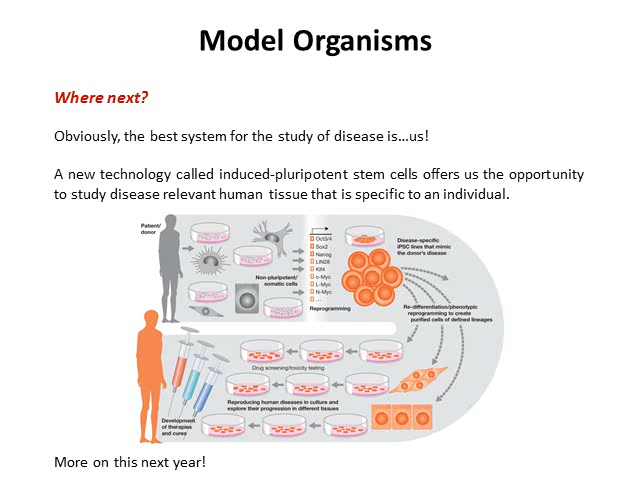 Model Organisms
Where next?
Obviously, the best system for the study of disease is...us!
A new technology called induced-pluripotent stem cells offers us the opportunity
to study disease relevant human tissue that is specific to an individual.
Patient/
donor
Non-pluripotent/
somatic cells
Oct3/4
Sox2
Nanog
LIN28
Klf4
c-Myc
L-Myc
N-Myc
...
Reprogramming
Disease-specific
iPSC lines that mimic
the donor's disease
Re-differentiation/phenotypic
reprogramming to create
purified cells of defined lineages
Drug screening/toxicity testing
Reproducing human diseases in culture and
explore their progression in different tissues
Development
of therapies
and cures
More on this next year!